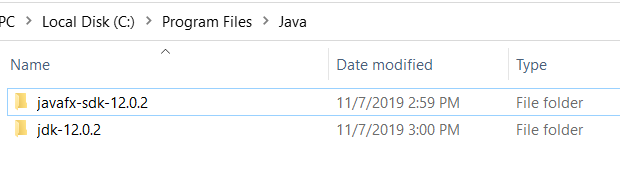 PC > Local Disk (C:) > Program Files > Java
Name Date modified Type
javafx-sdk-12.0.2 11/7/2019 2:59 PM File folder
jdk-12.0.2 11/7/2019 3:00 PM File folder